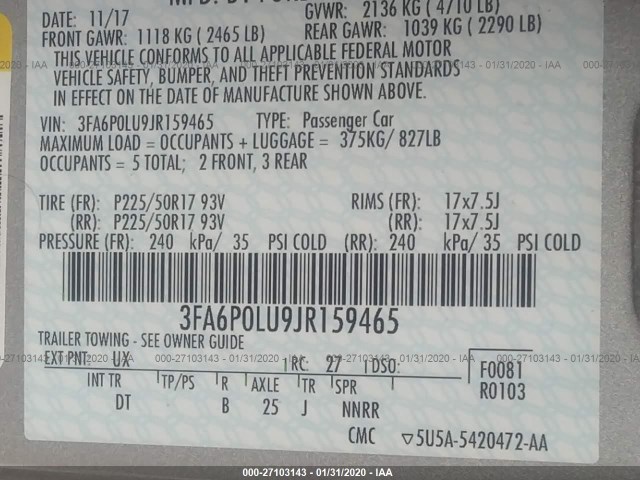 MFD. BY
DATE: 11/17 GVWR: 2136 KG ( 4710 LB)
FRONT GAWR: 1118 KG ( 2465 LB) REAR GAWR: 1039 KG ( 2290 LB)
THIS VEHICLE CONFORMS TO ALL APPLICABLE FEDERAL MOTOR
VEHICLE SAFETY, BUMPER, AND THEFT PREVENTION STANDARDS
IN EFFECT ON THE DATE OF MANUFACTURE SHOWN ABOVE.
VIN: 3FA6P0LU9JR159465 TYPE: Passenger Car
MAXIMUM LOAD = OCCUPANTS + LUGGAGE = 375KG/ 827LB
OCCUPANTS = 5 TOTAL; 2 FRONT, 3 REAR
TIRE (FR): P225/50R17 93V RIMS (FR): 17x7.5J
(RR): P225/50R17 93V (RR): 17x7.5J
PRESSURE (FR): 240 kPa/ 35 PSI COLD (RR): 240 kPa/ 35 PSI COLD
3FA6P0LU9JR159465
TRAILER TOWING - SEE OWNER GUIDE
EXT PNT: UX RC: 27 DSO: F0081
INT TR TP/PS R AXLE TR SPR R0103
DT B 25 J NNRR
CMC 5U5A-5420472-AA
000-27103143 - 01/31/2020 - IAA